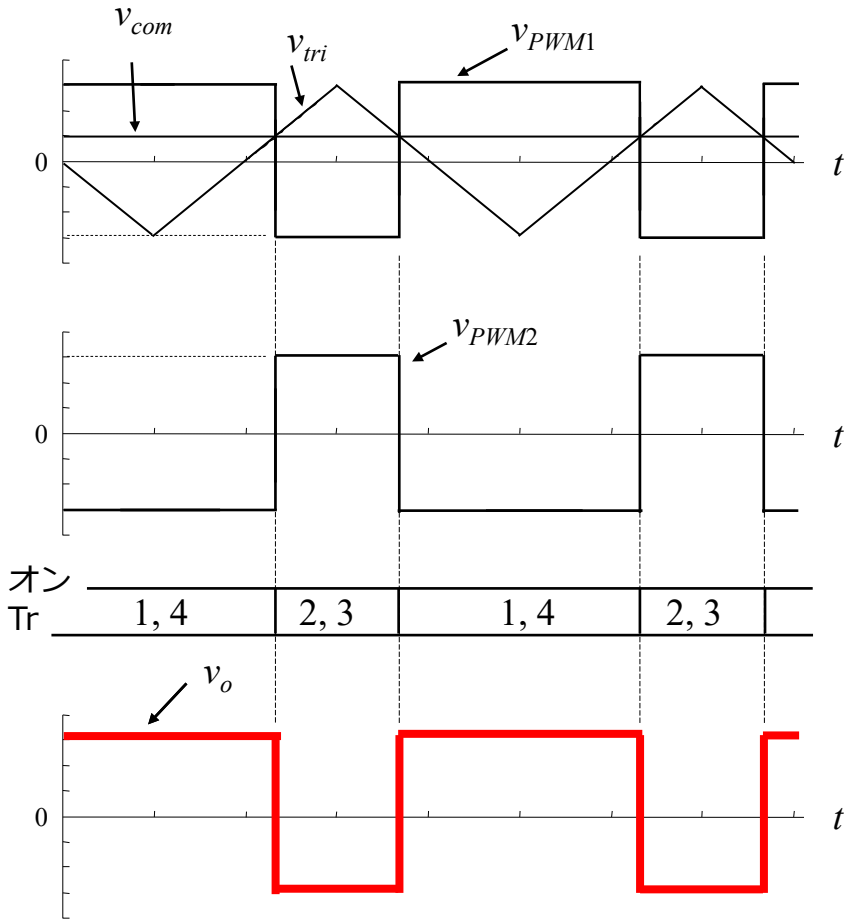 v_com
v_tri
v_PWM1
0
t
v_PWM2
0
t
オン
Tr
1, 4
2, 3
1, 4
2, 3
v_o
0
t